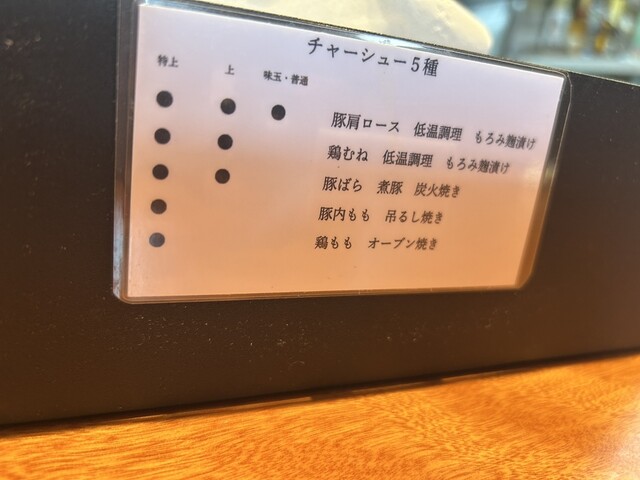 チャーシュー5種
特上 上 味玉・普通
● ● ● 豚肩ロース 低温調理 もろみ麹漬け
● ● 鶏むね 低温調理 もろみ麹漬け
● ● 豚ばら 煮豚 炭火焼き
● 豚内もも 吊るし焼き
● 鶏もも オーブン焼き